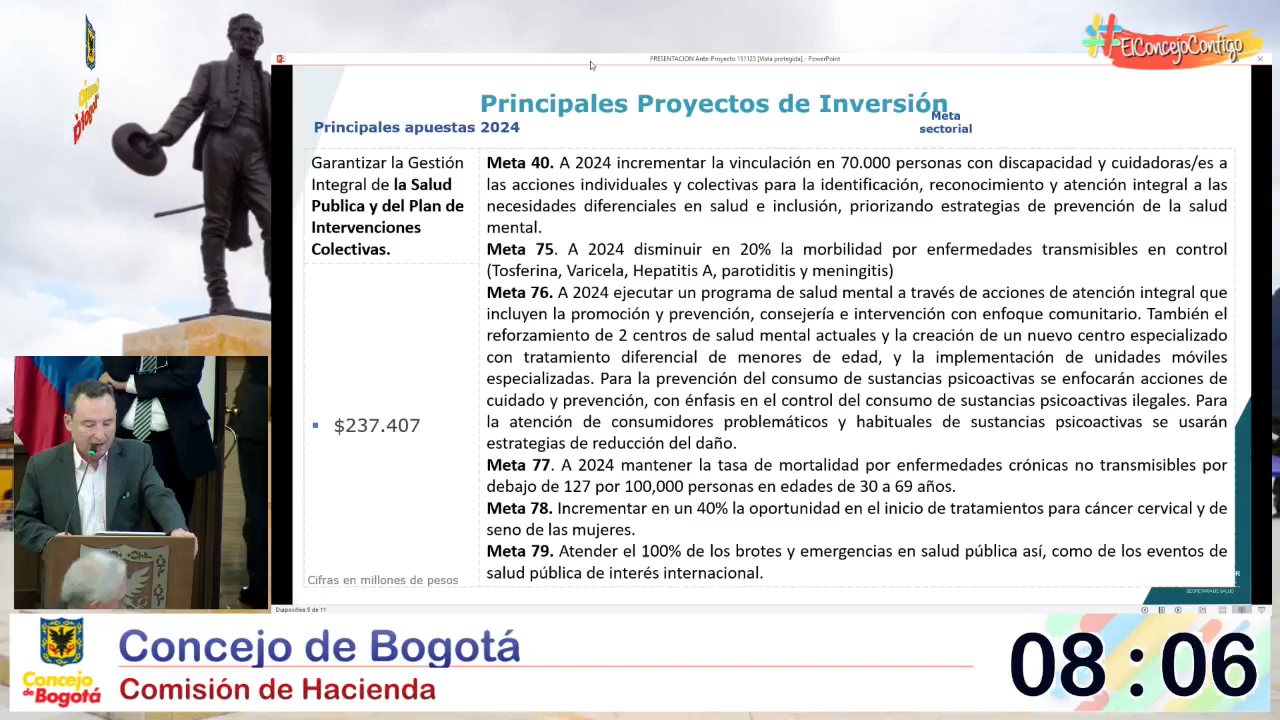 #ElConcejoContigo
PRESENTACION Ante-Proyecto 151123 [Vista protegida] - PowerPoint
Principales Proyectos de Inversión
Principales apuestas 2024
Meta
sectorial
Garantizar la Gestión
Integral de la Salud
Publica y del Plan de
Intervenciones
Colectivas.
$237.407
Cifras en millones de pesos
Meta 40. A 2024 incrementar la vinculación en 70.000 personas con discapacidad y cuidadoras/es a
las acciones individuales y colectivas para la identificación, reconocimiento y atención integral a las
necesidades diferenciales en salud e inclusión, priorizando estrategias de prevención de la salud
mental.
Meta 75. A 2024 disminuir en 20% la morbilidad por enfermedades transmisibles en control
(Tosferina, Varicela, Hepatitis A, parotiditis y meningitis)
Meta 76. A 2024 ejecutar un programa de salud mental a través de acciones de atención integral que
incluyen la promoción y prevención, consejería e intervención con enfoque comunitario. También el
reforzamiento de 2 centros de salud mental actuales y la creación de un nuevo centro especializado
con tratamiento diferencial de menores de edad, y la implementación de unidades móviles
especializadas. Para la prevención del consumo de sustancias psicoactivas se enfocarán acciones de
cuidado y prevención, con énfasis en el control del consumo de sustancias psicoactivas ilegales. Para
la atención de consumidores problemáticos y habituales de sustancias psicoactivas se usarán
estrategias de reducción del daño.
Meta 77. A 2024 mantener la tasa de mortalidad por enfermedades crónicas no transmisibles por
debajo de 127 por 100,000 personas en edades de 30 a 69 años.
Meta 78. Incrementar en un 40% la oportunidad en el inicio de tratamientos para cáncer cervical y de
seno de las mujeres.
Meta 79. Atender el 100% de los brotes y emergencias en salud pública así, como de los eventos de
salud pública de interés internacional.
SECRETARÍA DE SALUD
Diapositiva 9 de 11
Concejo
de Bogotá
Concejo de Bogotá
Comisión de Hacienda
08:06